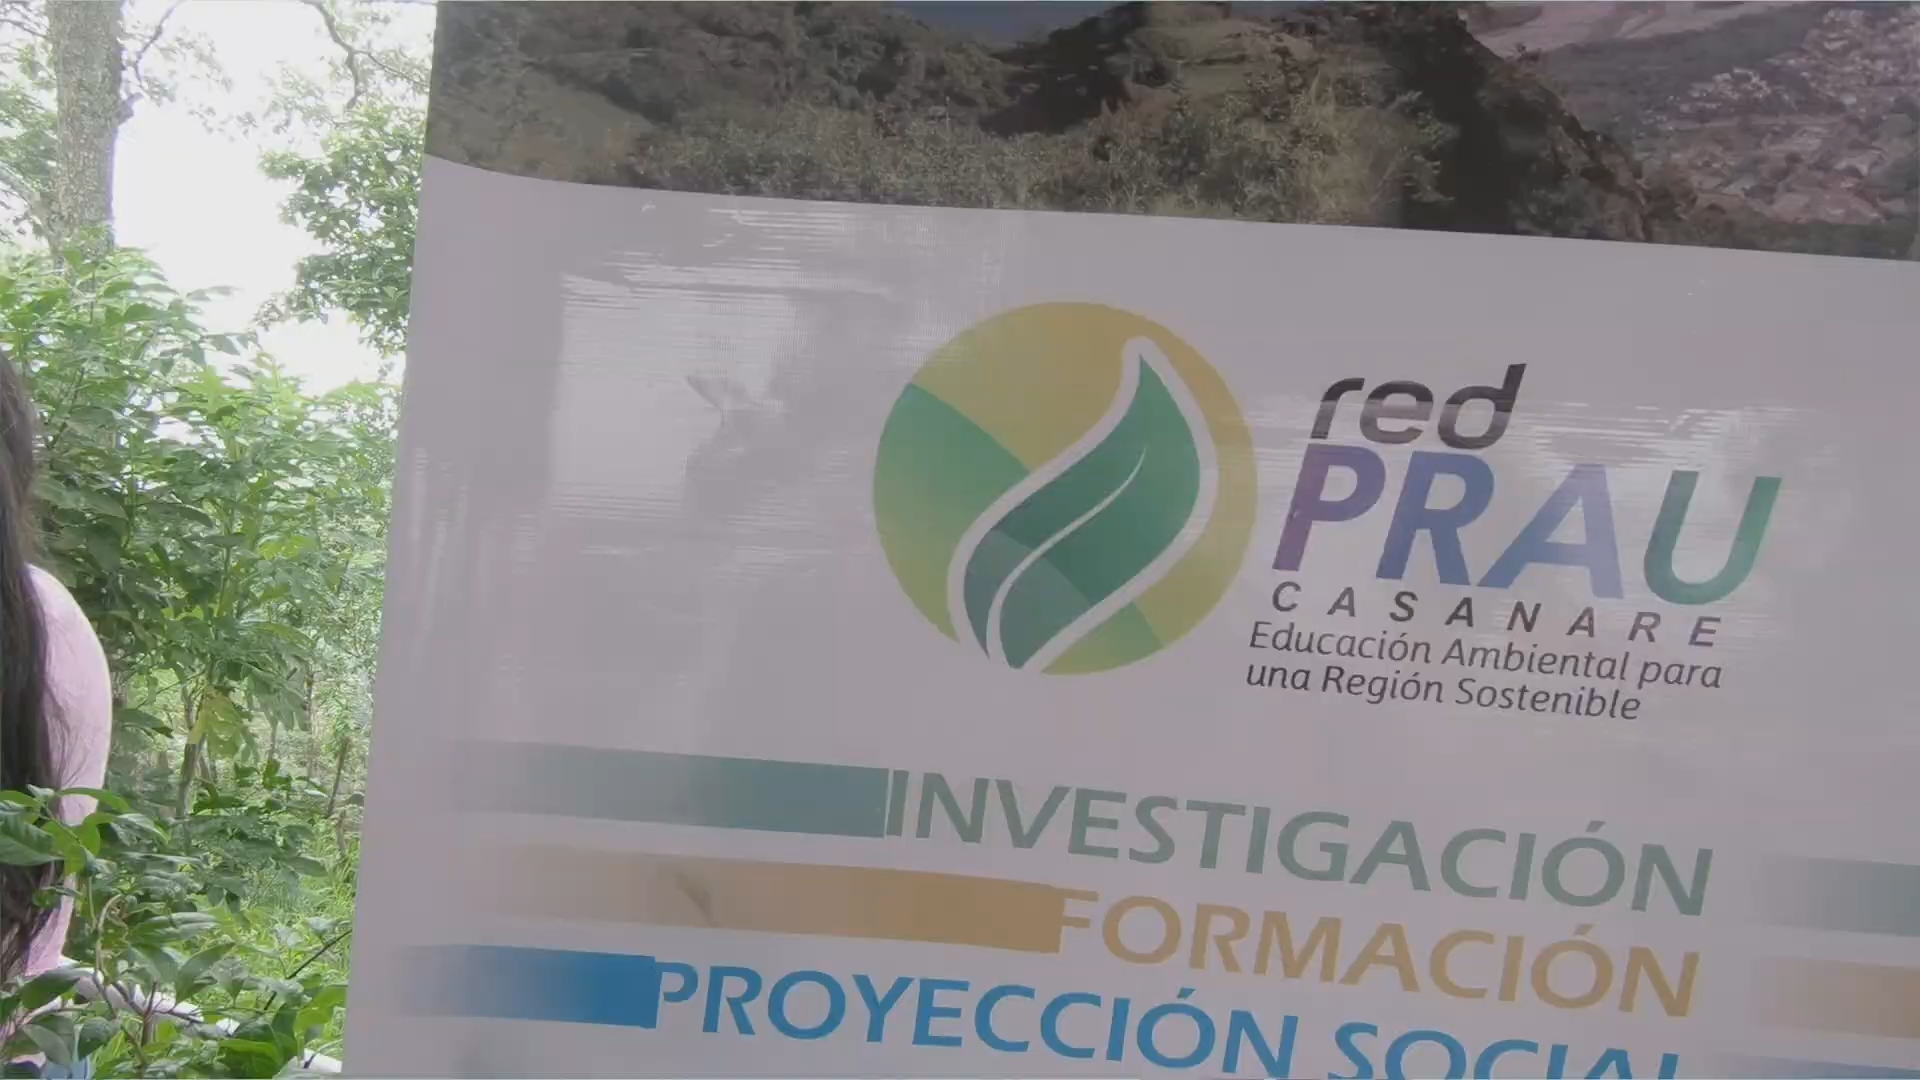 red
PRAU
CASANARE
Educación Ambiental para
una Región Sostenible
INVESTIGACIÓN
FORMACIÓN
PROYECCIÓN SOCIAL